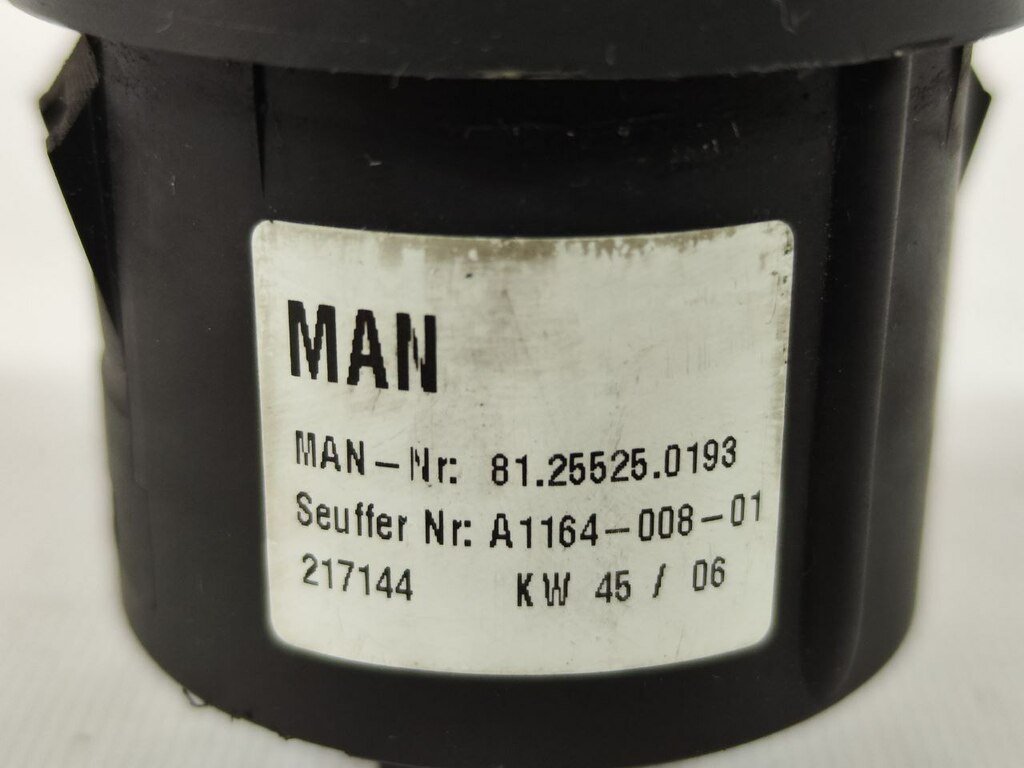 MAN
MAN-Nr: 81.25525.0193
Seuffer Nr: A1164-008-01
217144 KW 45 / 06